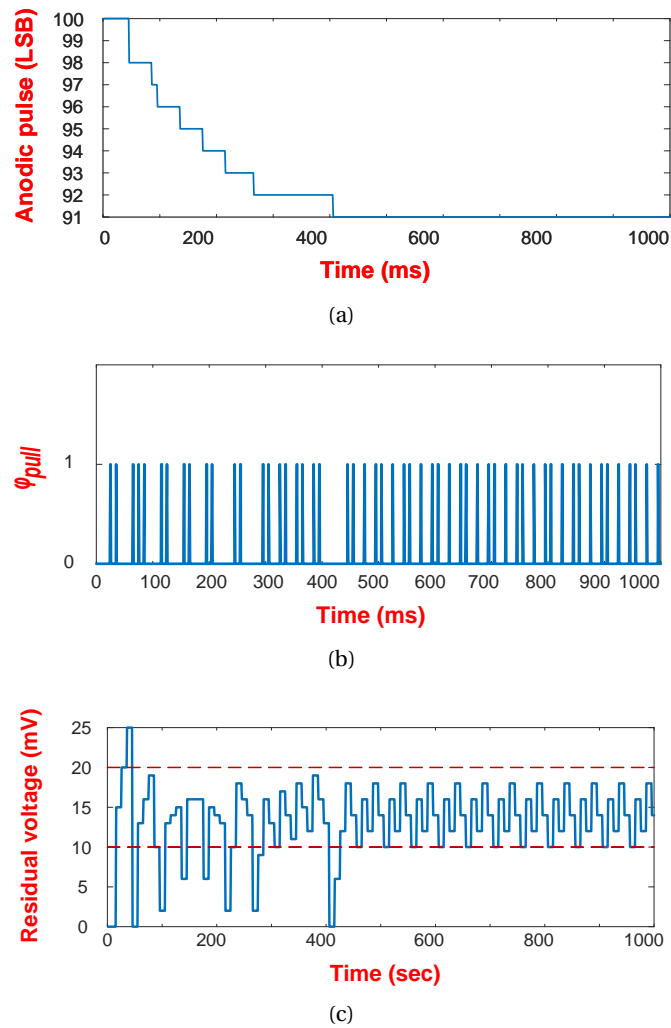 100
98
97
96
95
94
93
92
91
Anodic pulse (LSB)
0 200 400 600 800 1000
Time (ms)
(a)
1
0
φpull
0 100 200 300 400 500 600 700 800 900 1000
Time (ms)
(b)
25
20
15
10
5
0
Residual voltage (mV)
0 200 400 600 800 1000
Time (sec)
(c)